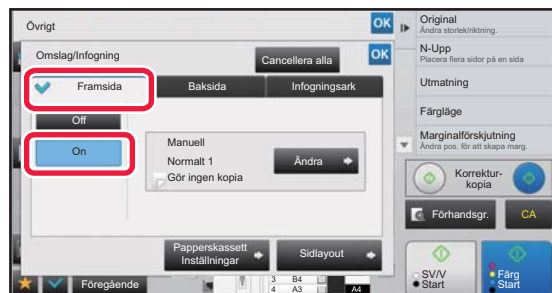 Övrigt
OK
Omslag/Infogning
Cancellera alla
OK
Framsida
Baksida
Infogningsark
Off
On
Manuell
Normalt 1
Gör ingen kopia
Ändra
Papperskassett
Inställningar
Sidlayout
Föregående
3 B4
4 A3
A4
Original
Ändra storlek/riktning.
N-Upp
Placera flera sidor på en sida
Utmatning
Färgläge
Marginalförskjutning
Ändra pos. för att skapa marg.
Korrektur-
kopia
Förhandsgr.
CA
SV/V
Start
Färg
Start